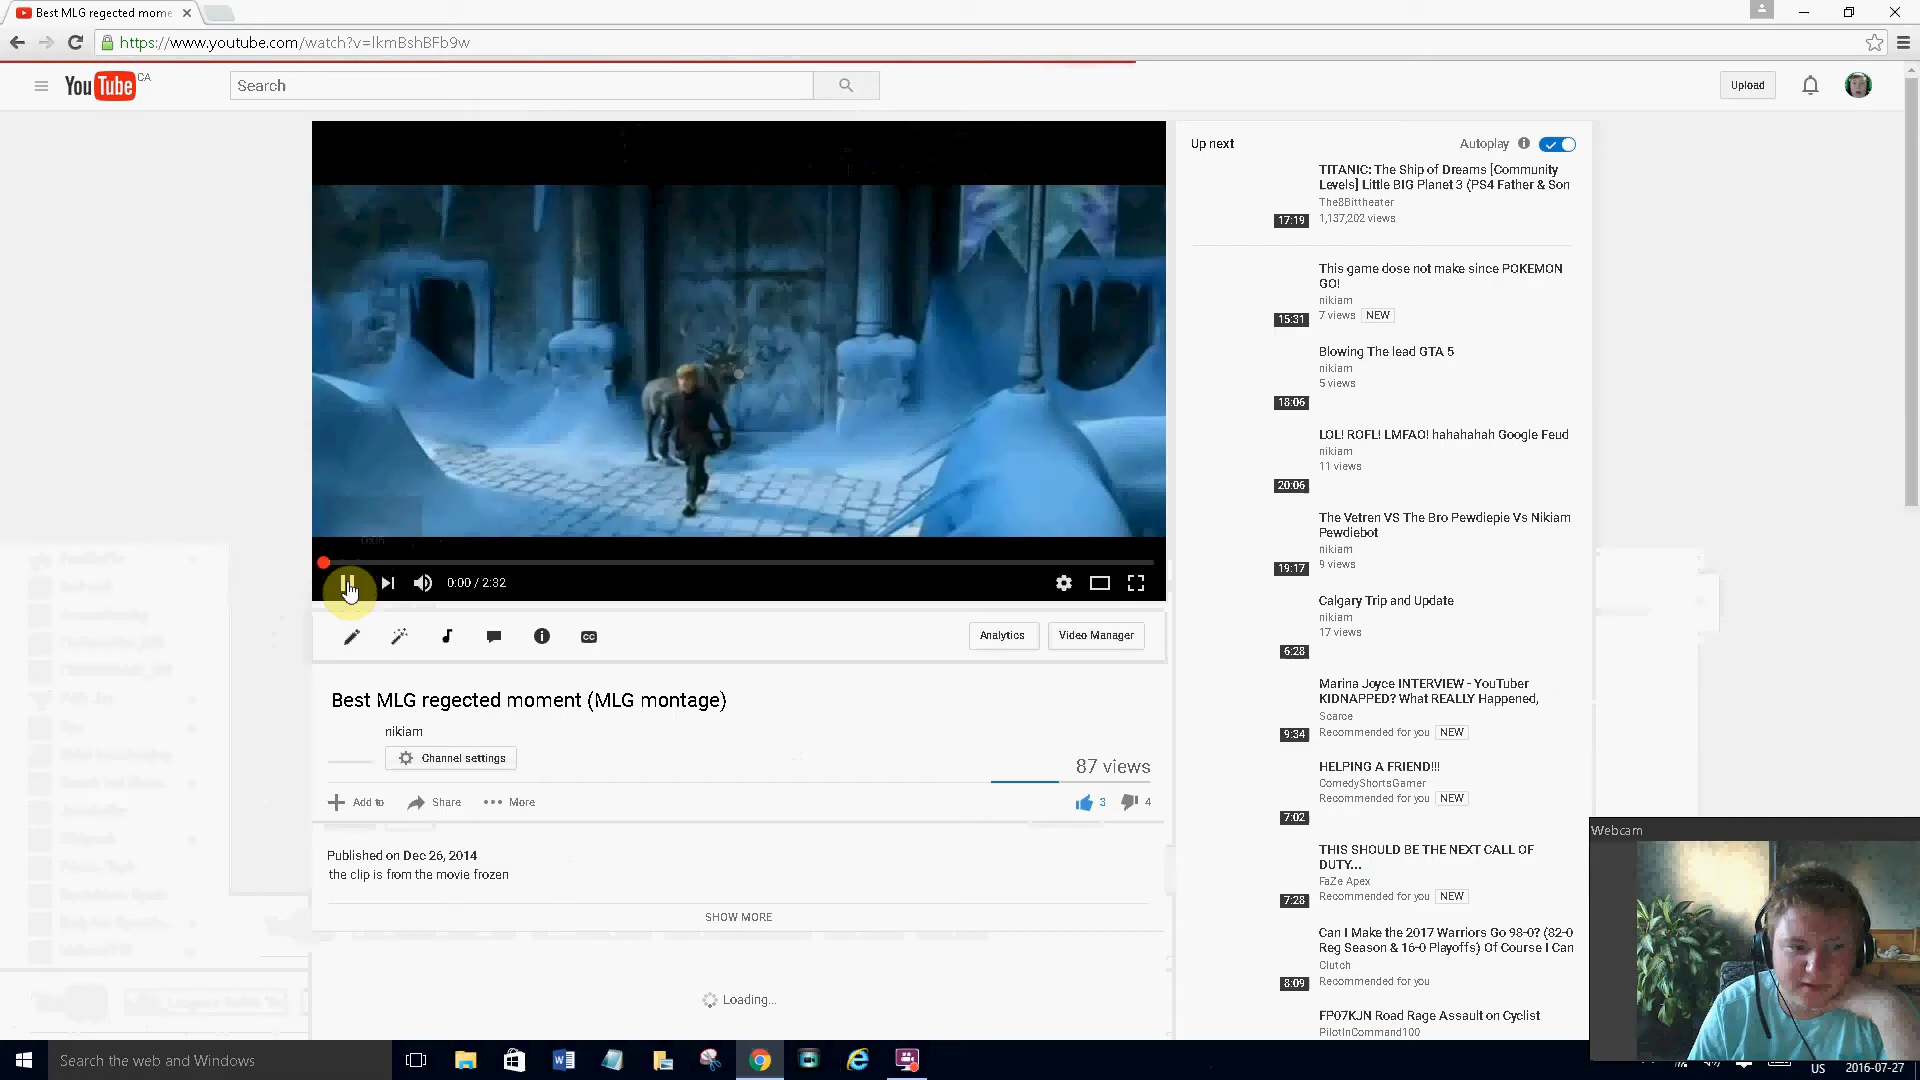 Best MLG regected mome
https://www.youtube.com/watch?v=lkmBshBFb9w
YouTube CA
Search
Upload
Up next
Autoplay
TITANIC: The Ship of Dreams [Community
Levels] Little BIG Planet 3 (PS4 Father & Son
The8Bittheater
1,137,202 views
17:19
This game dose not make since POKEMON
GO!
nikiam
7 views NEW
15:31
Blowing The lead GTA 5
nikiam
5 views
18:06
LOL! ROFL! LMFAO! hahahahah Google Feud
nikiam
11 views
20:06
The Vetren VS The Bro Pewdiepie Vs Nikiam
Pewdiebot
nikiam
9 views
19:17
Calgary Trip and Update
nikiam
17 views
6:28
Marina Joyce INTERVIEW - YouTuber
KIDNAPPED? What REALLY Happened,
Scarce
Recommended for you NEW
9:34
HELPING A FRIEND!!!
ComedyShortsGamer
Recommended for you NEW
7:02
THIS SHOULD BE THE NEXT CALL OF
DUTY...
FaZe Apex
Recommended for you NEW
7:28
Can I Make the 2017 Warriors Go 98-0? (82-0
Reg Season & 16-0 Playoffs) Of Course I Can
Clutch
Recommended for you
8:09
FP07KJN Road Rage Assault on Cyclist
PilotInCommand100
0:06
0:00 / 2:32
CC
Analytics
Video Manager
Best MLG regected moment (MLG montage)
nikiam
Channel settings
87 views
Add to
Share
More
3
4
Published on Dec 26, 2014
the clip is from the movie frozen
SHOW MORE
Loading...
Webcam
Search the web and Windows
US
2016-07-27